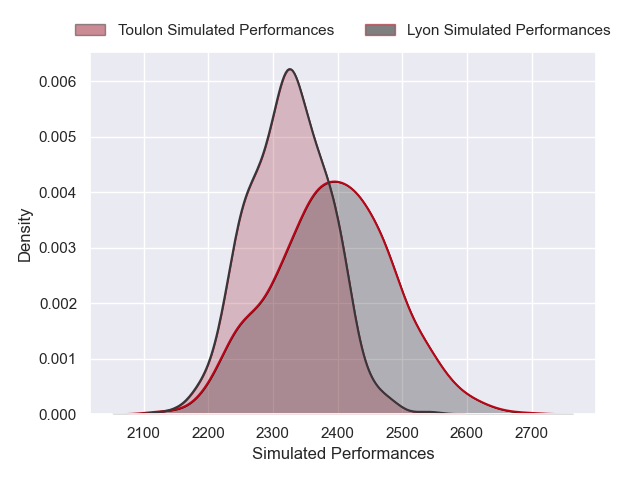 Toulon Simulated Performances
Lyon Simulated Performances
0.006
0.005
0.004
0.003
0.002
0.001
0.000
Density
2100 2200 2300 2400 2500 2600 2700
Simulated Performances